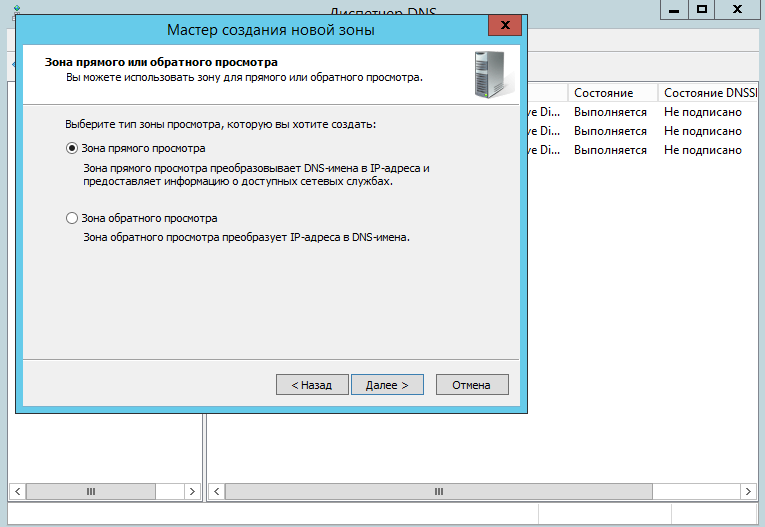 Диспетчер DNS
Мастер создания новой зоны
Зона прямого или обратного просмотра
Вы можете использовать зону для прямого или обратного просмотра.
Выберите тип зоны просмотра, которую вы хотите создать:
Зона прямого просмотра
Зона прямого просмотра преобразовывает DNS-имена в IP-адреса и
предоставляет информацию о доступных сетевых службах.
Зона обратного просмотра
Зона обратного просмотра преобразует IP-адреса в DNS-имена.
< Назад
Далее >
Отмена
Состояние Состояние DNSSI
ve Di... Выполняется Не подписано
ve Di... Выполняется Не подписано
ve Di... Выполняется Не подписано